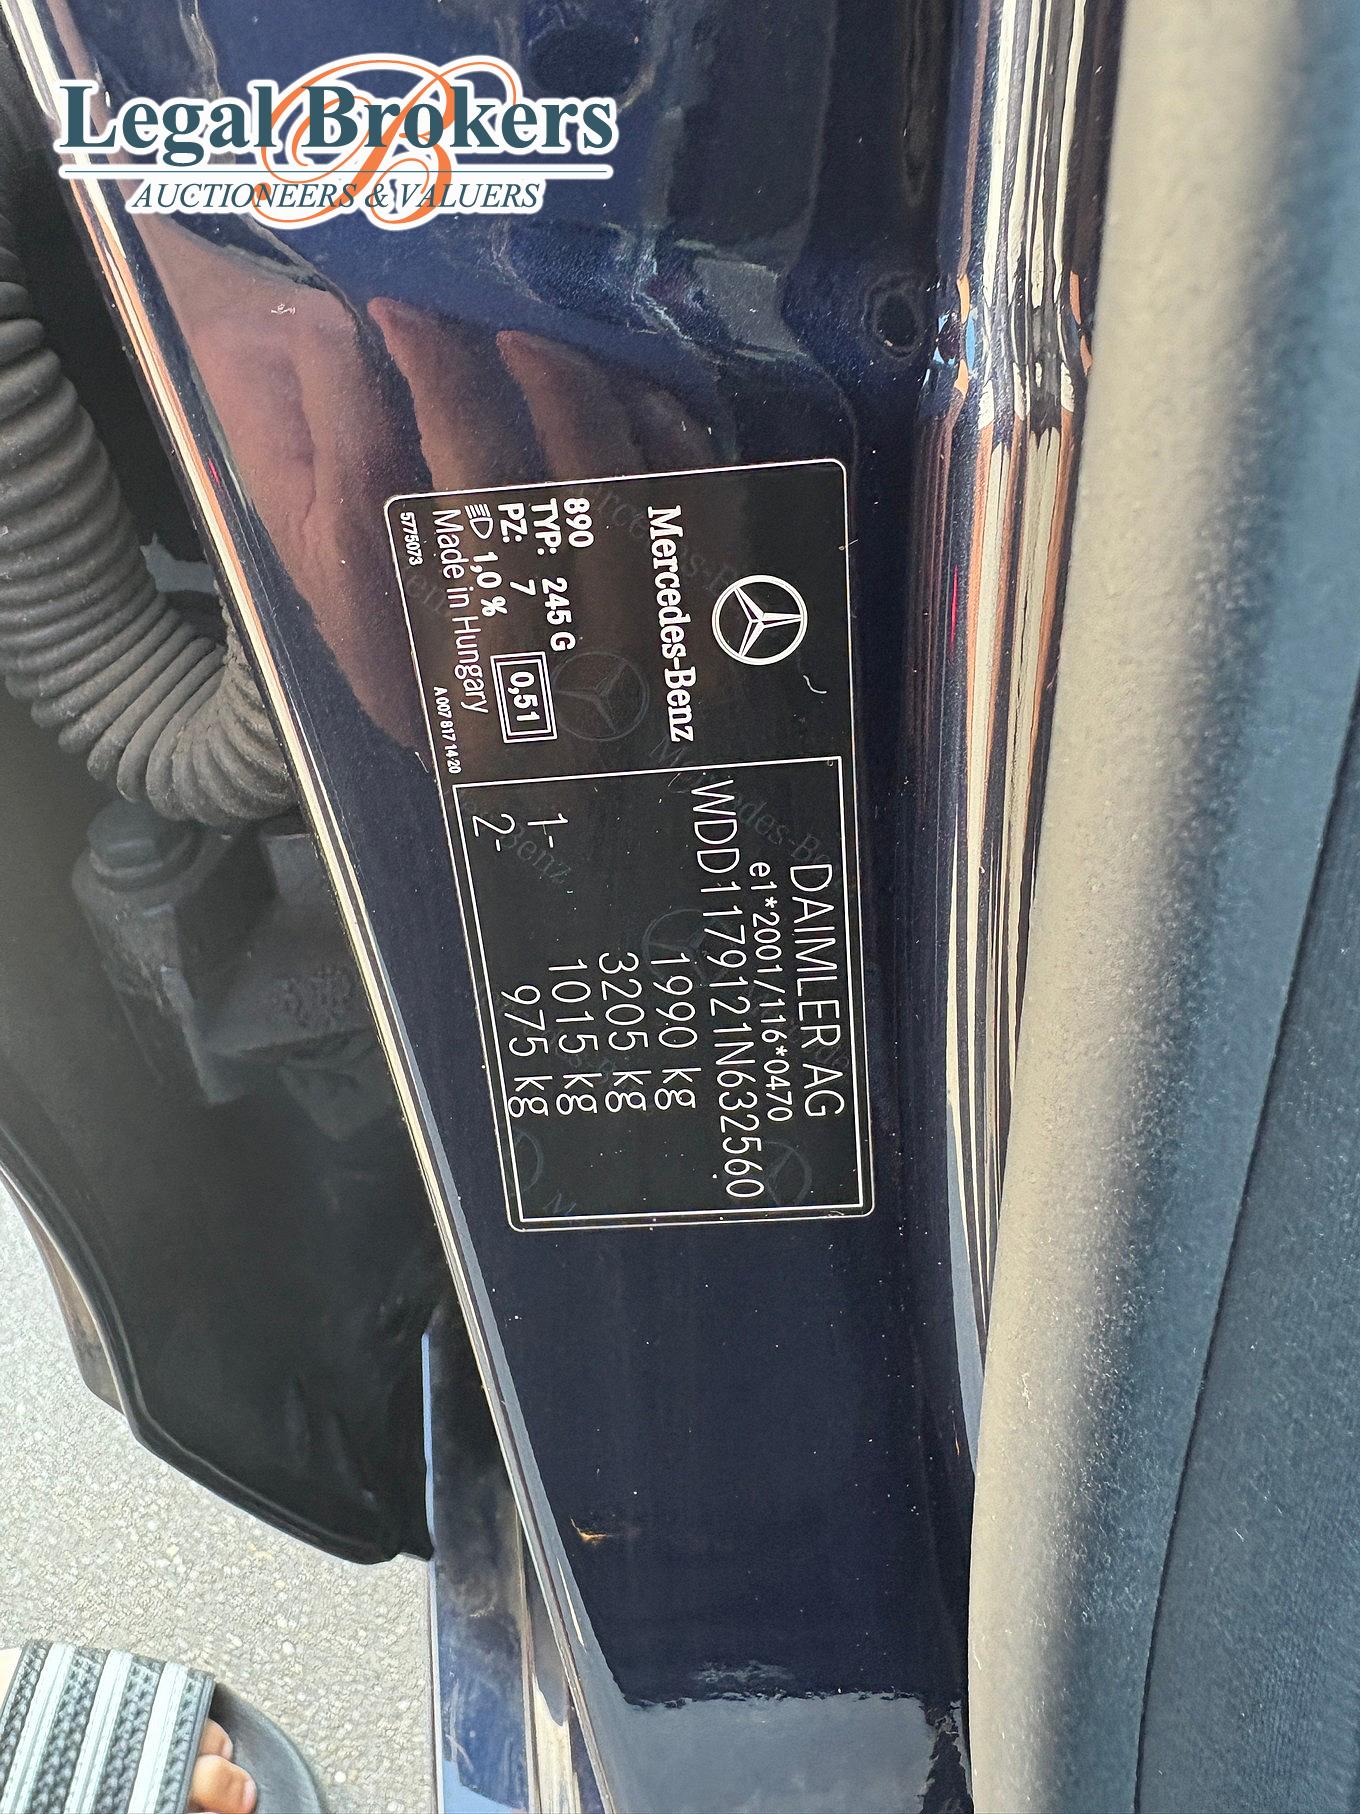 Legal Brokers
AUCTIONEERS & VALUERS
Mercedes-Benz
890
TYP: 245 G
PZ: 7
1,0 %
0,51
Made in Hungary
5775073
A 007 817 14 20
DAIMLER AG
e1*2001/116*0470
WDD1179121N632560
1990 kg
3205 kg
1- 1015 kg
2- 975 kg